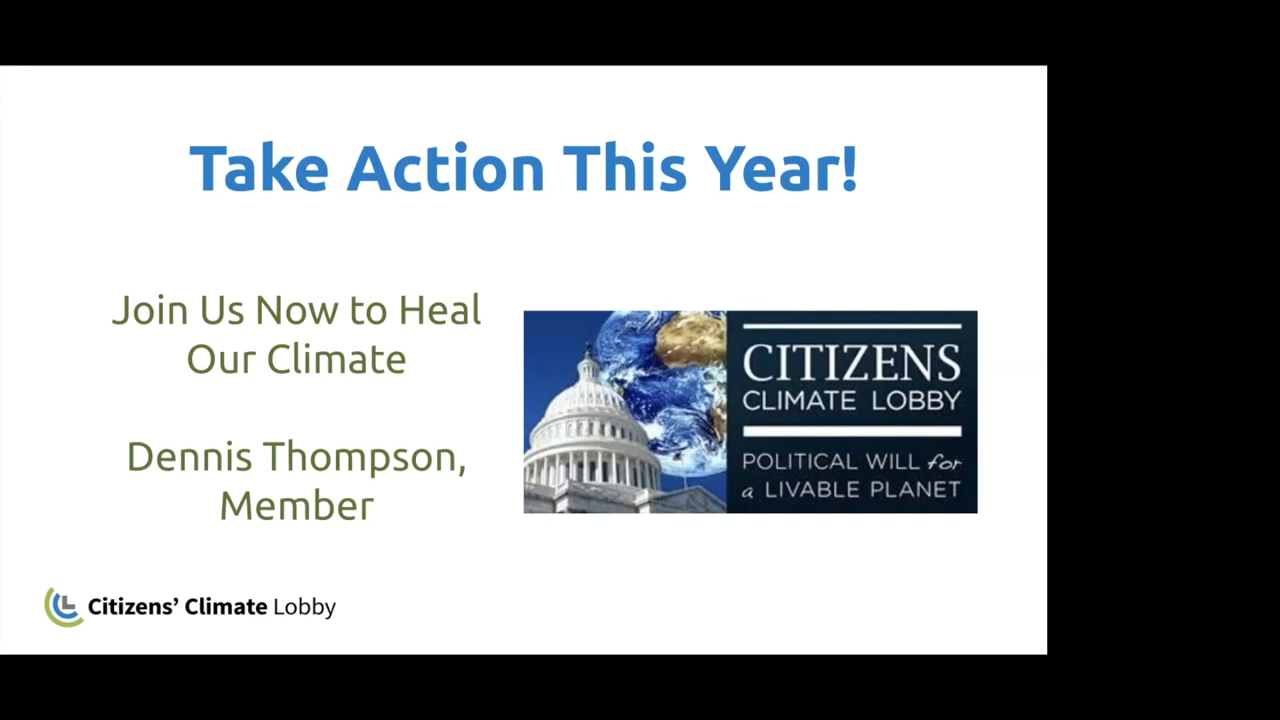 Take Action This Year!
Join Us Now to Heal
Our Climate
Dennis Thompson,
Member
CITIZENS
CLIMATE LOBBY
POLITICAL WILL for
a LIVABLE PLANET
Citizens’ Climate Lobby